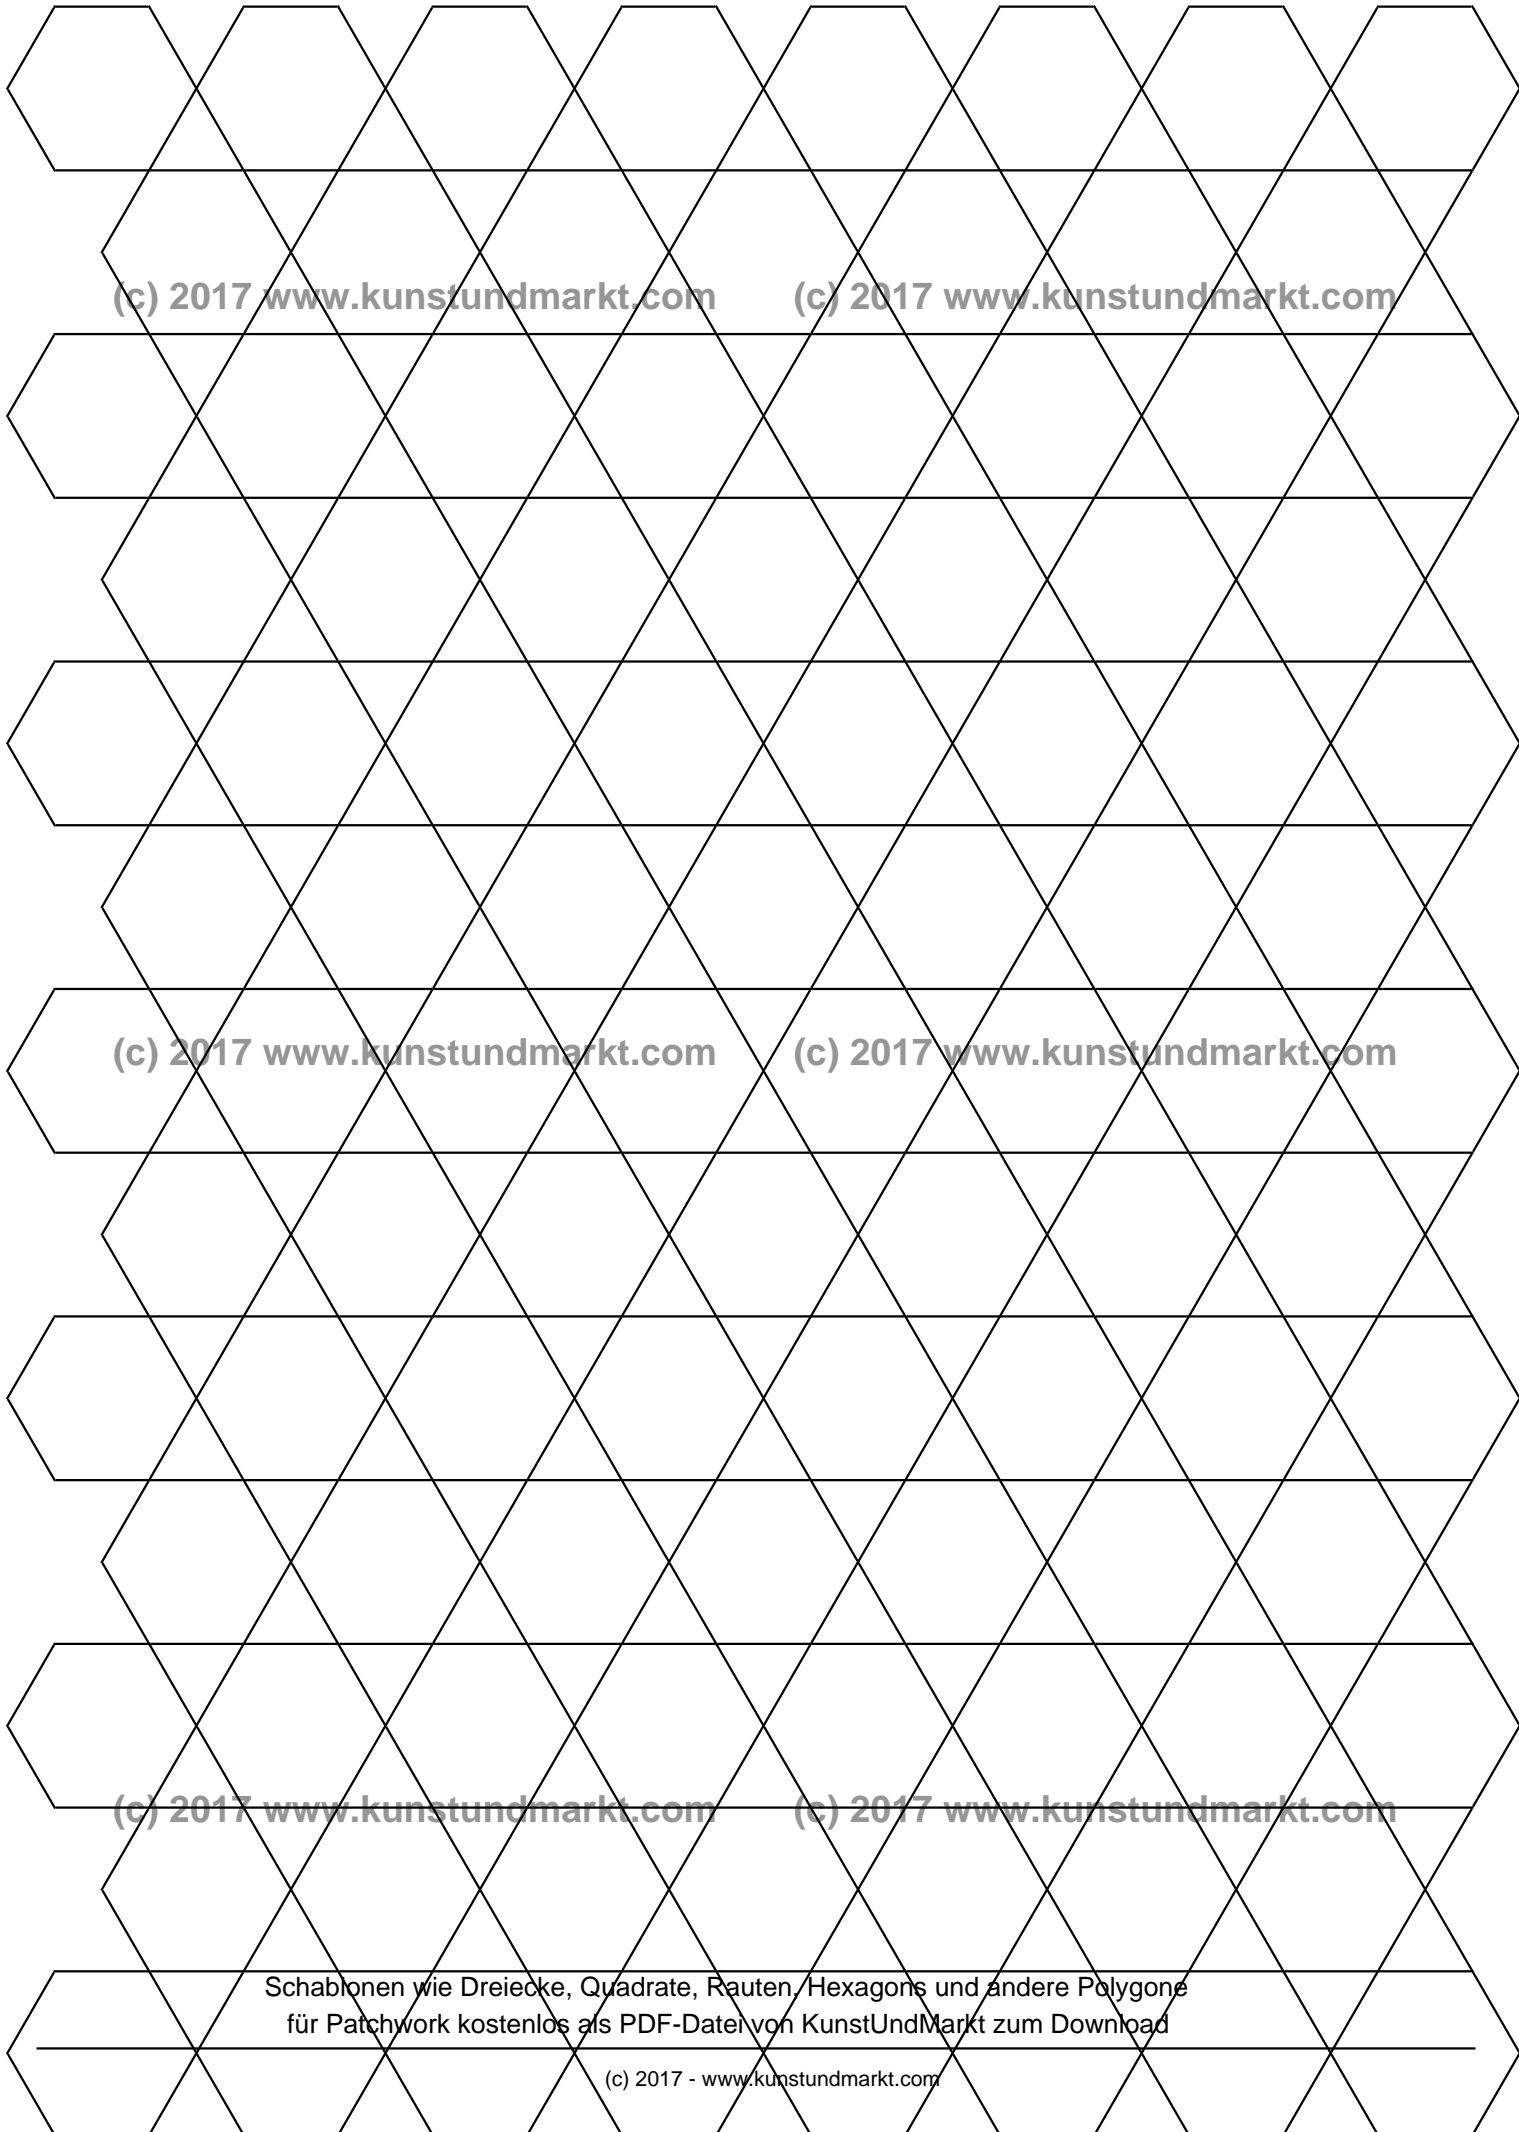 (c) 2017 www.kunstundmarkt.com (c) 2017 www.kunstundmarkt.com
(c) 2017 www.kunstundmarkt.com (c) 2017 www.kunstundmarkt.com
(c) 2017 www.kunstundmarkt.com (c) 2017 www.kunstundmarkt.com
Schablonen wie Dreiecke, Quadrate, Rauten, Hexagons und andere Polygone
für Patchwork kostenlos als PDF-Datei von KunstUndMarkt zum Download
(c) 2017 - www.kunstundmarkt.com